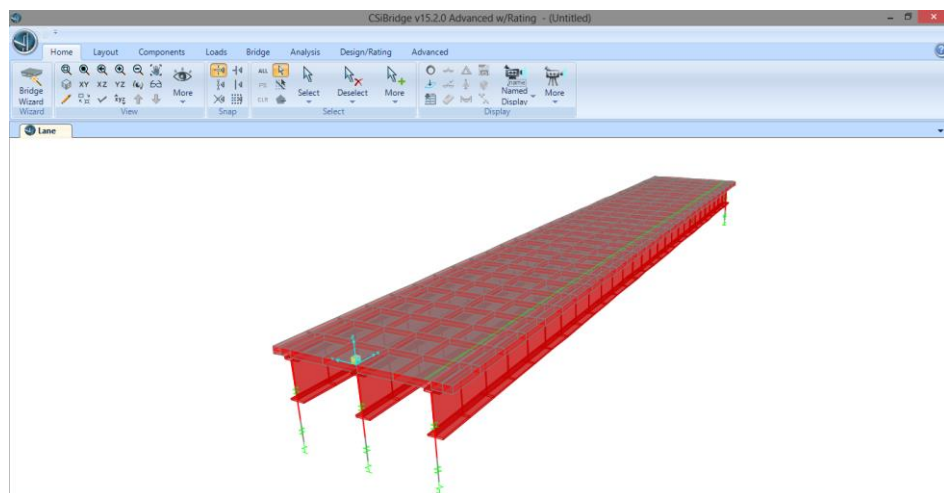 CSiBridge v15.2.0 Advanced w/Rating - (Untitled)
Home Layout Components Loads Bridge Analysis Design/Rating Advanced
XY XZ YZ
ALL
PS
CLR
Bridge Wizard
More
Select Deselect More
Named Display
More
Wizard View Snap Select Display
Lane